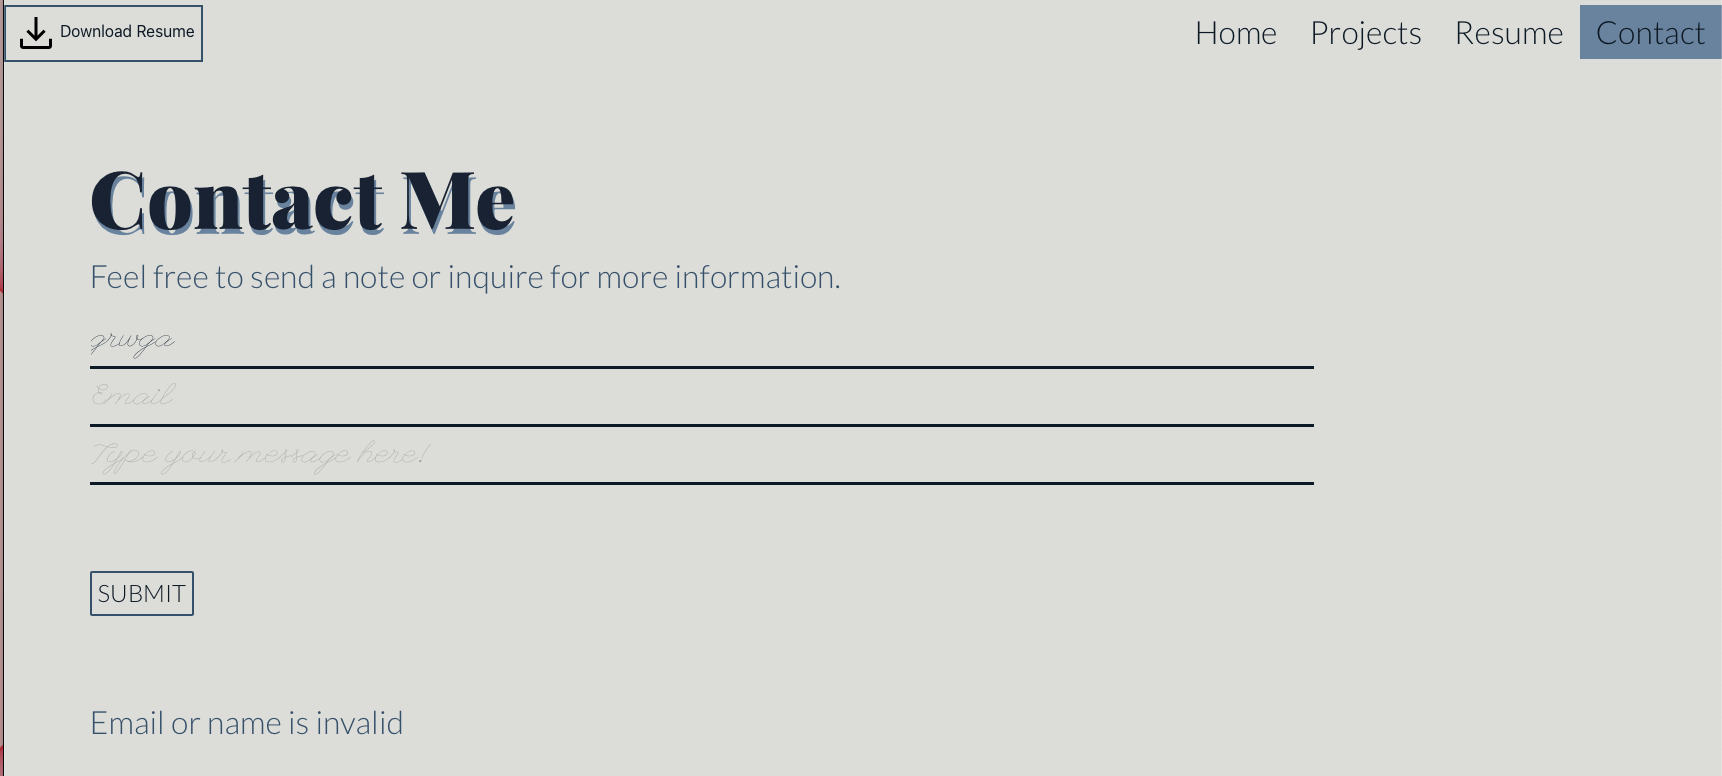 Download Resume
Home Projects Resume Contact
Contact Me
Feel free to send a note or inquire for more information.
grwga
Email
Type your message here!
SUBMIT
Email or name is invalid